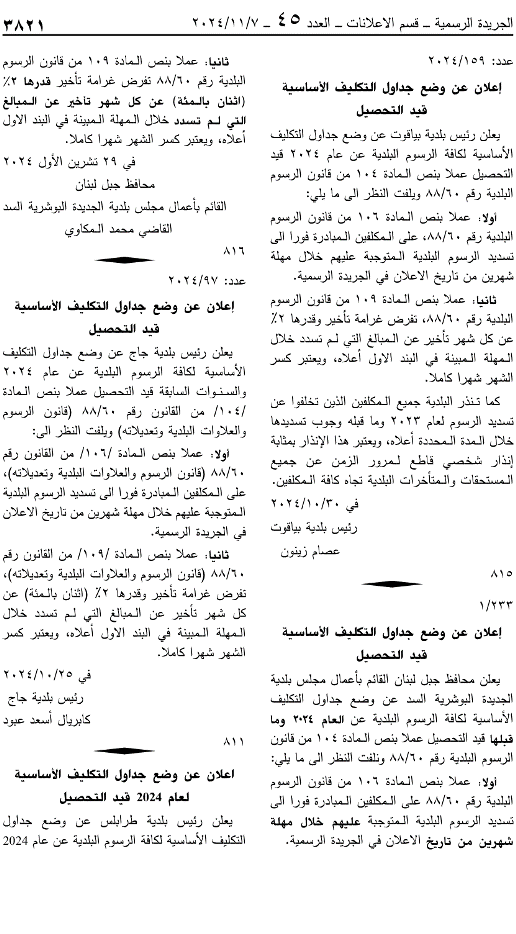 الجريدة الرسمية ــ قسم الاعلانات ــ العدد ٤٥ ــ ٢٠٢٤/١١/٧
٣٨٢١
عدد: ٢٠٢٤/١٥٩
إعلان عن وضع جداول التكليف الأساسية
قيد التحصيل
يعلن رئيس بلدية بياقوت عن وضع جداول التكليف
الأساسية لكافة الرسوم البلدية عن عام ٢٠٢٤ قيد
التحصيل عملا بنص المادة ١٠٤ من قانون الرسوم
البلدية رقم ٨٨/٦٠ ويلفت النظر الى ما يلي:
أولا: عملا بنص المادة ١٠٦ من قانون الرسوم
البلدية رقم ٨٨/٦٠، على المكلفين المبادرة فورا الى
تسديد الرسوم البلدية المتوجبة عليهم خلال مهلة
شهرين من تاريخ الاعلان في الجريدة الرسمية.
ثانيا: عملا بنص المادة ١٠٩ من قانون الرسوم
البلدية رقم ٨٨/٦٠، تفرض غرامة تأخير وقدرها ٢٪
عن كل شهر تأخير عن المبالغ التي لم تسدد خلال
المهلة المبينة في البند الاول أعلاه، ويعتبر كسر
الشهر شهرا كاملا.
كما تنذر البلدية جميع المكلفين الذين تخلفوا عن
تسديد الرسوم لعام ٢٠٢٣ وما قبله وجوب تسديدها
خلال المدة المحددة أعلاه، ويعتبر هذا الإنذار بمثابة
إنذار شخصي قاطع لمرور الزمن عن جميع
المستحقات والمتأخرات البلدية تجاه كافة المكلفين.
في ٢٠٢٤/١٠/٣٠
رئيس بلدية بياقوت
عصام زينون
٨١٥
١/٢٣٣
إعلان عن وضع جداول التكليف الأساسية
قيد التحصيل
يعلن محافظ جبل لبنان القائم بأعمال مجلس بلدية
الجديدة البوشرية السد عن وضع جداول التكليف
الأساسية لكافة الرسوم البلدية عن العام ٢٠٢٤ وما
قبلها قيد التحصيل عملا بنص المادة ١٠٤ من قانون
الرسوم البلدية رقم ٨٨/٦٠ ونلفت النظر الى ما يلي:
أولا: عملا بنص المادة ١٠٦ من قانون الرسوم
البلدية رقم ٨٨/٦٠ على المكلفين المبادرة فورا الى
تسديد الرسوم البلدية المتوجبة عليهم خلال مهلة
شهرين من تاريخ الاعلان في الجريدة الرسمية.
ثانيا: عملا بنص المادة ١٠٩ من قانون الرسوم
البلدية رقم ٨٨/٦٠ تفرض غرامة تأخير قدرها ٢٪
(اثنان بالمئة) عن كل شهر تأخير عن المبالغ
التي لم تسدد خلال المهلة المبينة في البند الاول
أعلاه، ويعتبر كسر الشهر شهرا كاملا.
في ٢٩ تشرين الأول ٢٠٢٤
محافظ جبل لبنان
القائم بأعمال مجلس بلدية الجديدة البوشرية السد
القاضي محمد المكاوي
٨١٦
عدد: ٢٠٢٤/٩٧
إعلان عن وضع جداول التكليف الأساسية
قيد التحصيل
يعلن رئيس بلدية جاج عن وضع جداول التكليف
الأساسية لكافة الرسوم البلدية عن عام ٢٠٢٤
والسنوات السابقة قيد التحصيل عملا بنص المادة
/١٠٤/ من القانون رقم ٨٨/٦٠ (قانون الرسوم
والعلاوات البلدية وتعديلاته) ويلفت النظر الى:
أولا: عملا بنص المادة /١٠٦/ من القانون رقم
٨٨/٦٠ (قانون الرسوم والعلاوات البلدية وتعديلاته)،
على المكلفين المبادرة فورا الى تسديد الرسوم البلدية
المتوجبة عليهم خلال مهلة شهرين من تاريخ الاعلان
في الجريدة الرسمية.
ثانيا: عملا بنص المادة /١٠٩/ من القانون رقم
٨٨/٦٠ (قانون الرسوم والعلاوات البلدية وتعديلاته)،
تفرض غرامة تأخير وقدرها ٢٪ (اثنان بالمئة) عن
كل شهر تأخير عن المبالغ التي لم تسدد خلال
المهلة المبينة في البند الأول أعلاه، ويعتبر كسر
الشهر شهرا كاملا.
في ٢٠٢٤/١٠/٢٥
رئيس بلدية جاج
كابريال أسعد عبود
٨١١
اعلان عن وضع جداول التكليف الأساسية
لعام 2024 قيد التحصيل
يعلن رئيس بلدية طرابلس عن وضع جداول
التكليف الأساسية لكافة الرسوم البلدية عن عام 2024